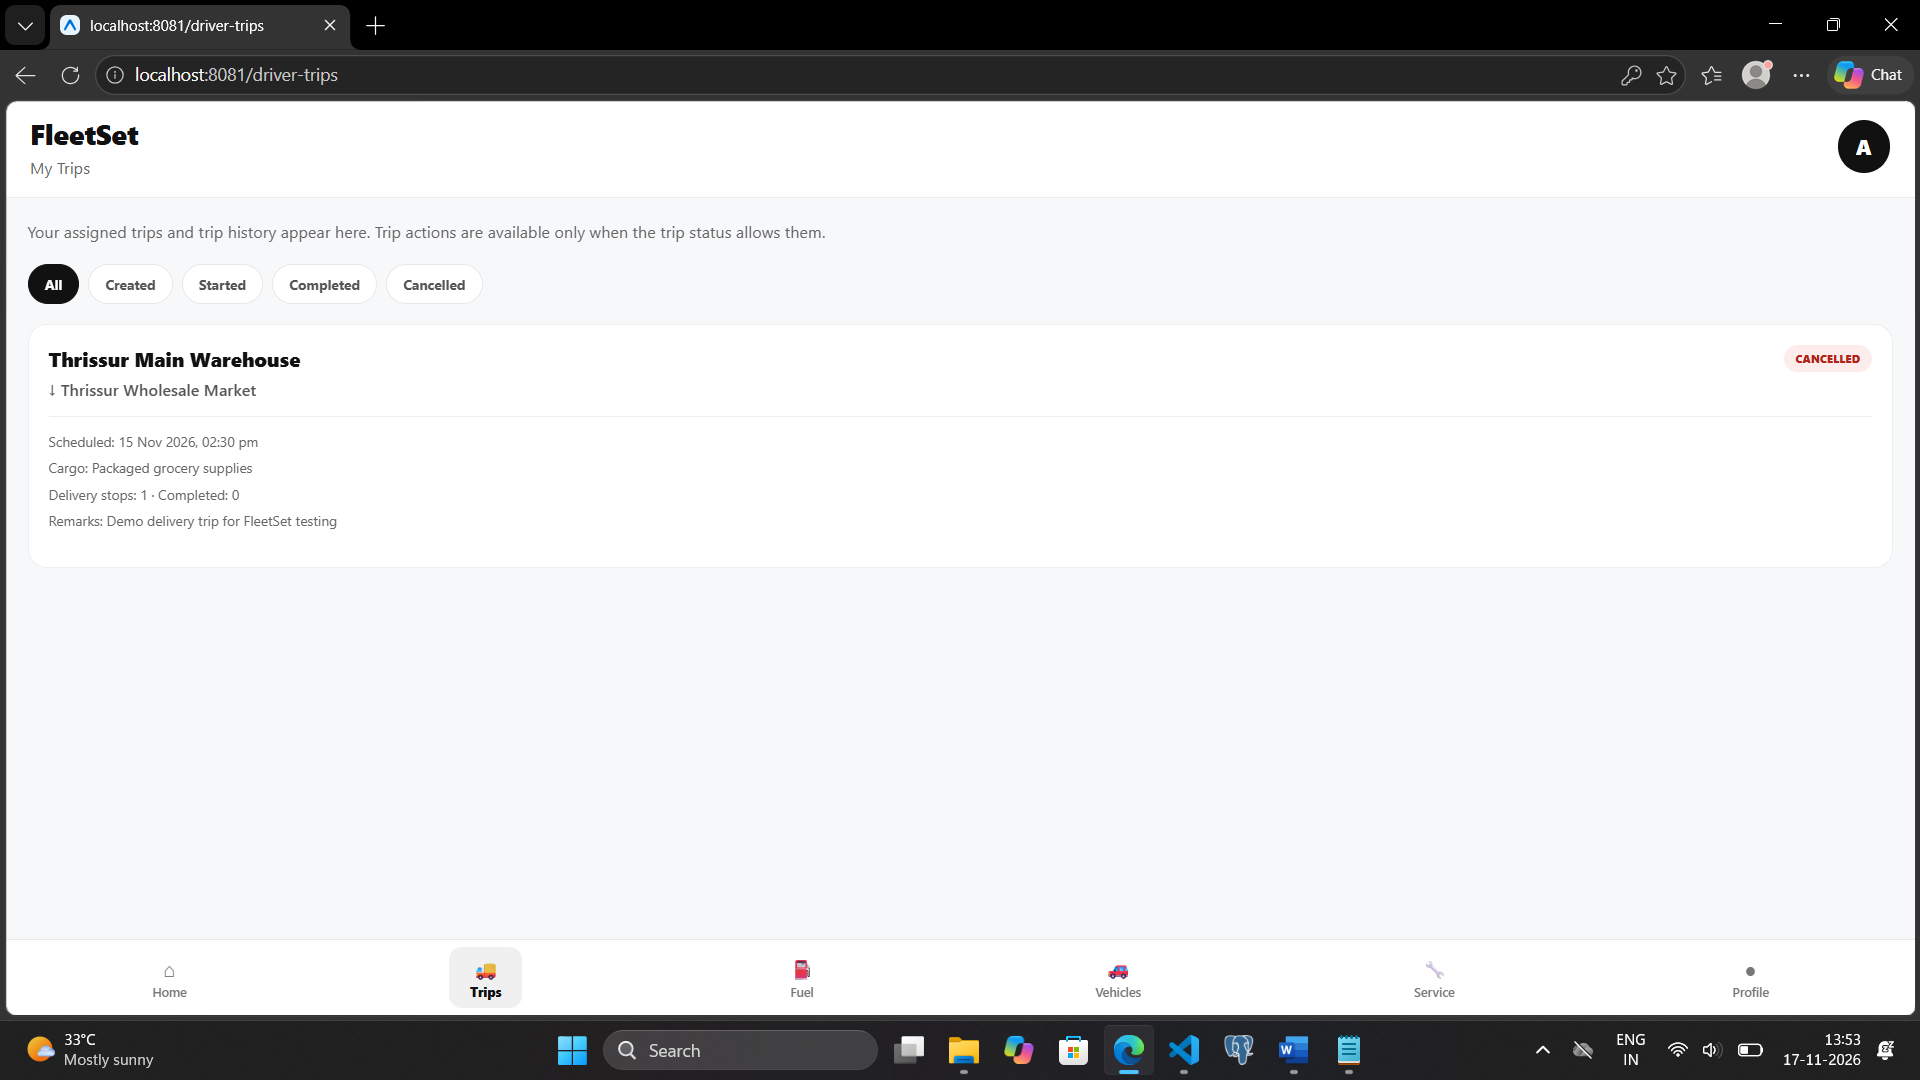 localhost:8081/driver-trips
localhost:8081/driver-trips
Chat
FleetSet
My Trips
A
Your assigned trips and trip history appear here. Trip actions are available only when the trip status allows them.
All
Created
Started
Completed
Cancelled
Thrissur Main Warehouse
CANCELLED
↓ Thrissur Wholesale Market
Scheduled: 15 Nov 2026, 02:30 pm
Cargo: Packaged grocery supplies
Delivery stops: 1 · Completed: 0
Remarks: Demo delivery trip for FleetSet testing
Home
Trips
Fuel
Vehicles
Service
Profile
33°C
Mostly sunny
Search
ENG
IN
13:53
17-11-2026